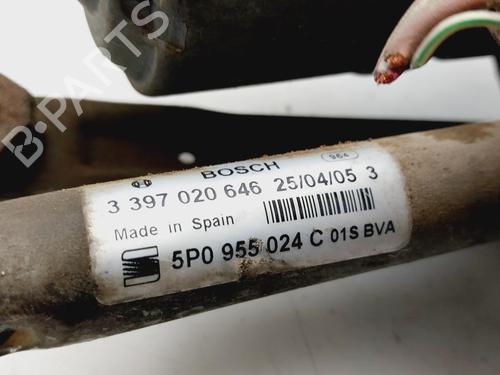 B-PARTS
BOSCH
964
3 397 020 646 25/04/05 3
Made in Spain
5P0 955 024 C 01S BVA